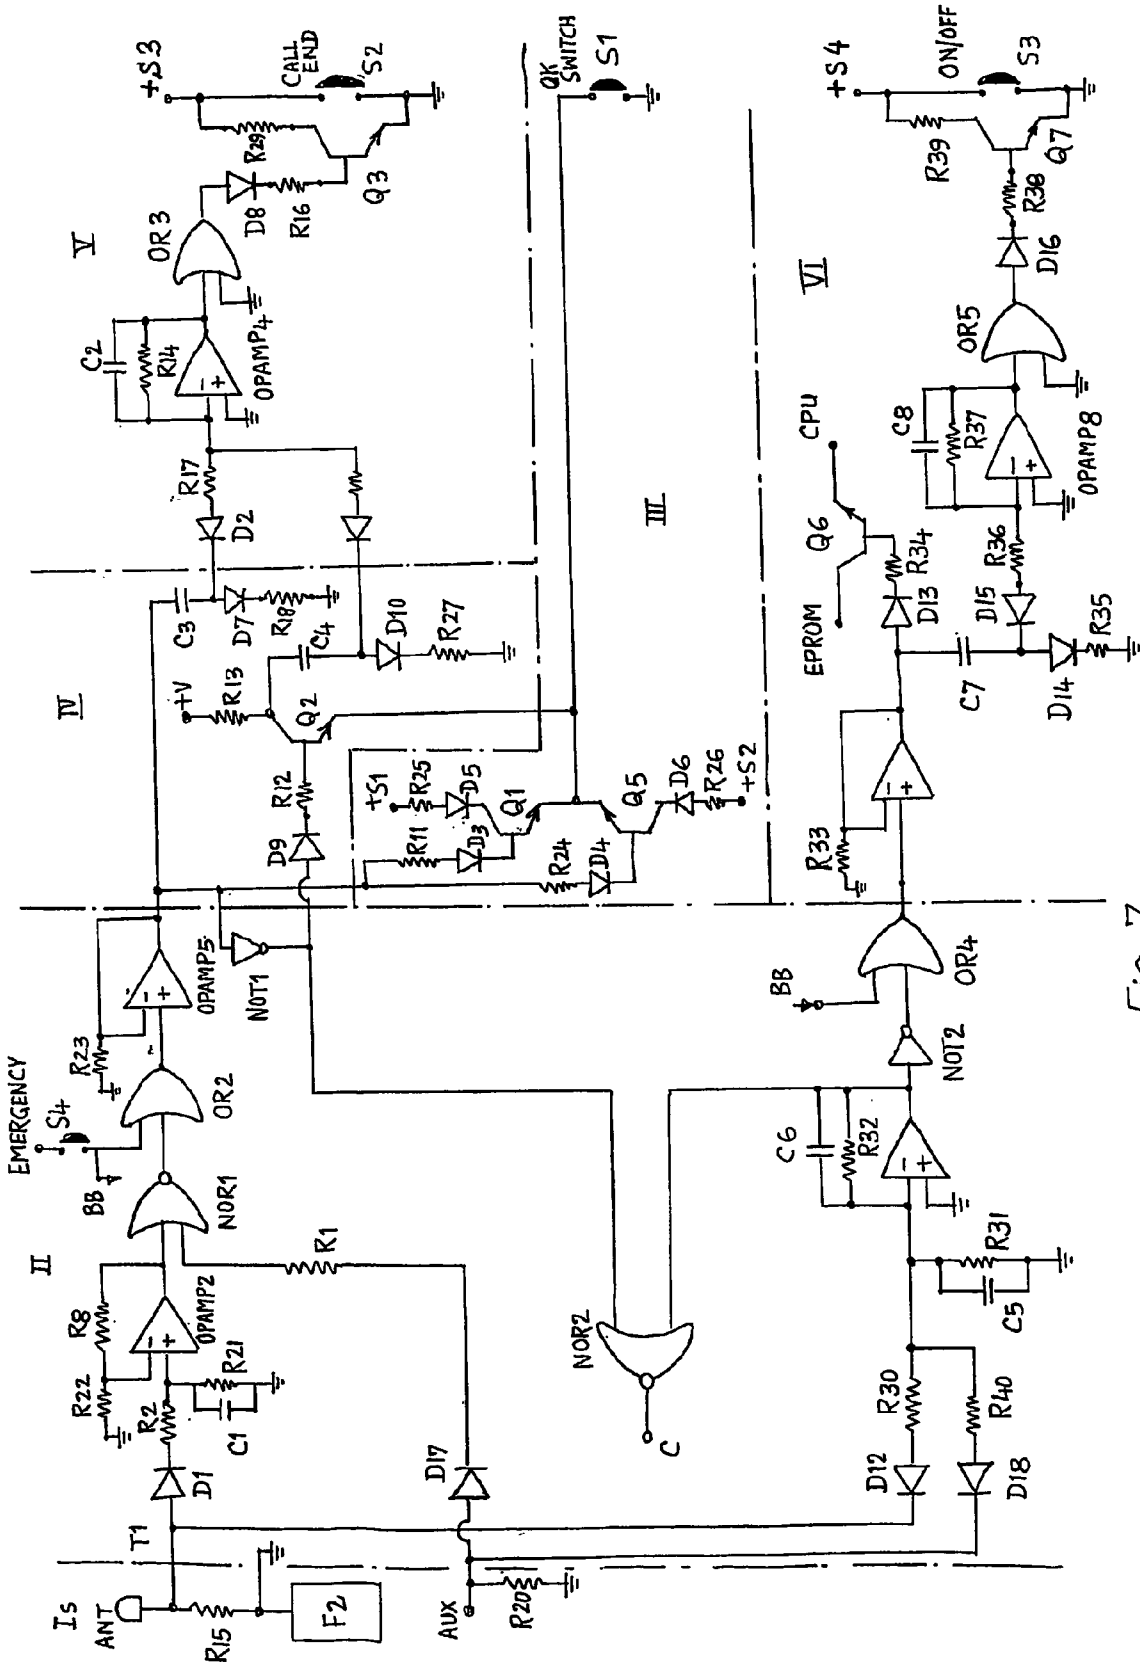 Is
ANT
R15
F2
AUX
R20
T1
D1
R2
R22
R8
C1
R21
OPAMP2
−
+
II
D17
R1
NOR1
BB
S4
EMERGENCY
OR2
R23
OPAMP5
−
+
NOT1
NOR2
C
D12
R30
D18
R40
C5
R31
C6
R32
−
+
NOT2
BB
OR4
IV
C3
D7
R18
+V
R13
C4
D10
R27
Q2
R12
D9
+S1
R25
D5
R11
D3
Q1
R24
D4
Q5
D6
R26
+S2
III
V
D2
R17
C2
R14
−
+
OPAMP4
OR3
D8
R16
R29
Q3
+S3
CALL
END
S2
QK
SWITCH
S1
VI
R33
−
+
EPROM
Q6
CPU
D13
R34
C7
D14
R35
D15
R36
C8
R37
−
+
OPAMP8
OR5
D16
R38
R39
Q7
+S4
ON/OFF
S3